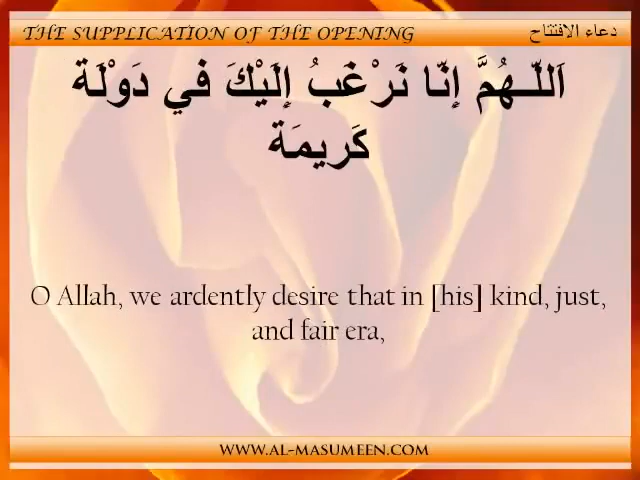 THE SUPPLICATION OF THE OPENING دعاء الافتتاح
اَللّـهُمَّ إِنّا نَرْغَبُ إِلَيْكَ في دَوْلَة
كَريمَة
O Allah, we ardently desire that in [his] kind, just,
and fair era,
WWW.AL-MASUMEEN.COM